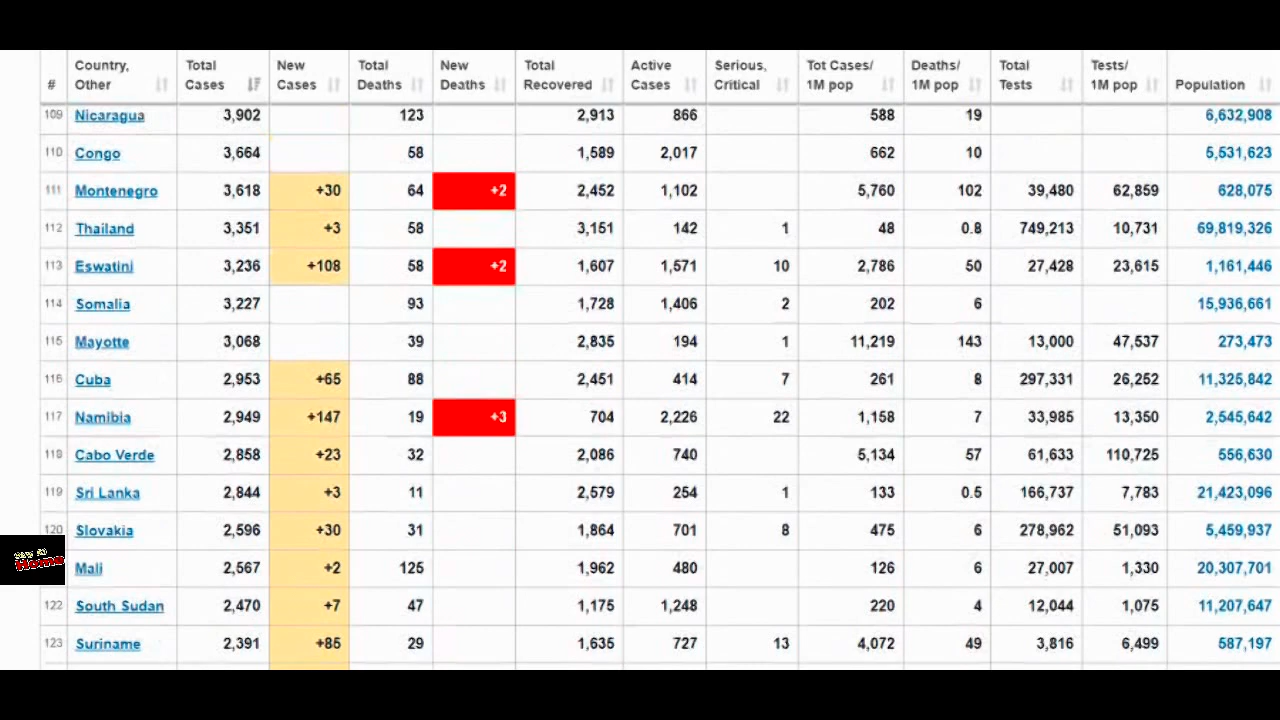 # Country, Other Total Cases New Cases Total Deaths New Deaths Total Recovered Active Cases Serious, Critical Tot Cases/ 1M pop Deaths/ 1M pop Total Tests Tests/ 1M pop Population
109 Nicaragua 3,902 123 2,913 866 588 19 6,632,908
110 Congo 3,664 58 1,589 2,017 662 10 5,531,623
111 Montenegro 3,618 +30 64 +2 2,452 1,102 5,760 102 39,480 62,859 628,075
112 Thailand 3,351 +3 58 3,151 142 1 48 0.8 749,213 10,731 69,819,326
113 Eswatini 3,236 +108 58 +2 1,607 1,571 10 2,786 50 27,428 23,615 1,161,446
114 Somalia 3,227 93 1,728 1,406 2 202 6 15,936,661
115 Mayotte 3,068 39 2,835 194 1 11,219 143 13,000 47,537 273,473
116 Cuba 2,953 +65 88 2,451 414 7 261 8 297,331 26,252 11,325,842
117 Namibia 2,949 +147 19 +3 704 2,226 22 1,158 7 33,985 13,350 2,545,642
118 Cabo Verde 2,858 +23 32 2,086 740 5,134 57 61,633 110,725 556,630
119 Sri Lanka 2,844 +3 11 2,579 254 1 133 0.5 166,737 7,783 21,423,096
120 Slovakia 2,596 +30 31 1,864 701 8 475 6 278,962 51,093 5,459,937
Home
Mali 2,567 +2 125 1,962 480 126 6 27,007 1,330 20,307,701
122 South Sudan 2,470 +7 47 1,175 1,248 220 4 12,044 1,075 11,207,647
123 Suriname 2,391 +85 29 1,635 727 13 4,072 49 3,816 6,499 587,197